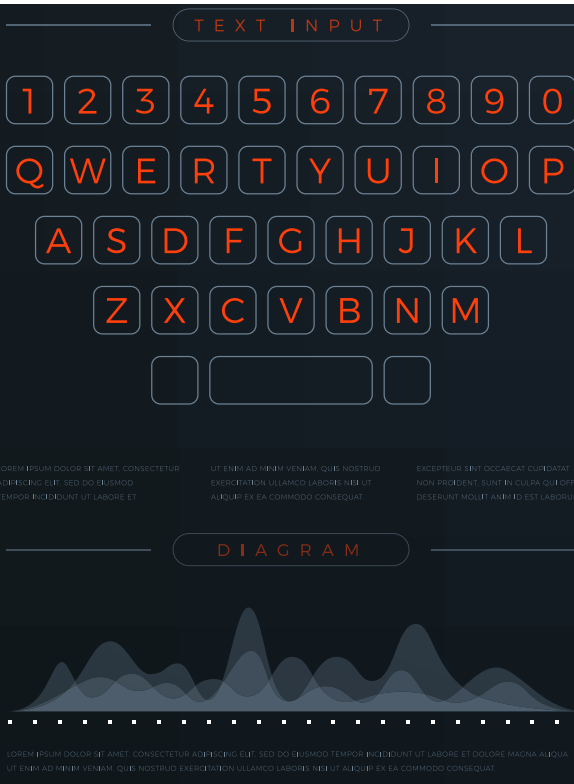 TEXT INPUT
1 2 3 4 5 6 7 8 9 0
Q W E R T Y U I O P
A S D F G H J K L
Z X C V B N M
OREM IPSUM DOLOR SIT AMET, CONSECTETUR
ADIPISCING ELIT. SED DO EIUSMOD
TEMPOR INCIDIDUNT UT LABORE ET
UT ENIM AD MINIM VENIAM, QUIS NOSTRUD
EXERCITATION ULLAMCO LABORIS NISI UT
ALIQUIP EX EA COMMODO CONSEQUAT.
EXCEPTEUR SINT OCCAECAT CUPIDATAT
NON PROIDENT. SUNT IN CULPA QUI OFF
DESERUNT MOLLIT ANIM ID EST LABORU
DIAGRAM
LOREM IPSUM DOLOR SIT AMET, CONSECTETUR ADIPISCING ELIT. SED DO EIUSMOD TEMPOR INCIDIDUNT UT LABORE ET DOLORE MAGNA ALIQUA.
UT ENIM AD MINIM VENIAM, QUIS NOSTRUD EXERCITATION ULLAMCO LABORIS NISI UT ALIQUIP EX EA COMMODO CONSEQUAT.